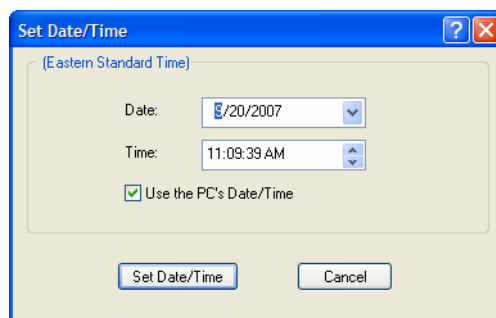 Set Date/Time
(Eastern Standard Time)
Date: 9/20/2007
Time: 11:09:39 AM
Use the PC's Date/Time
Set Date/Time Cancel